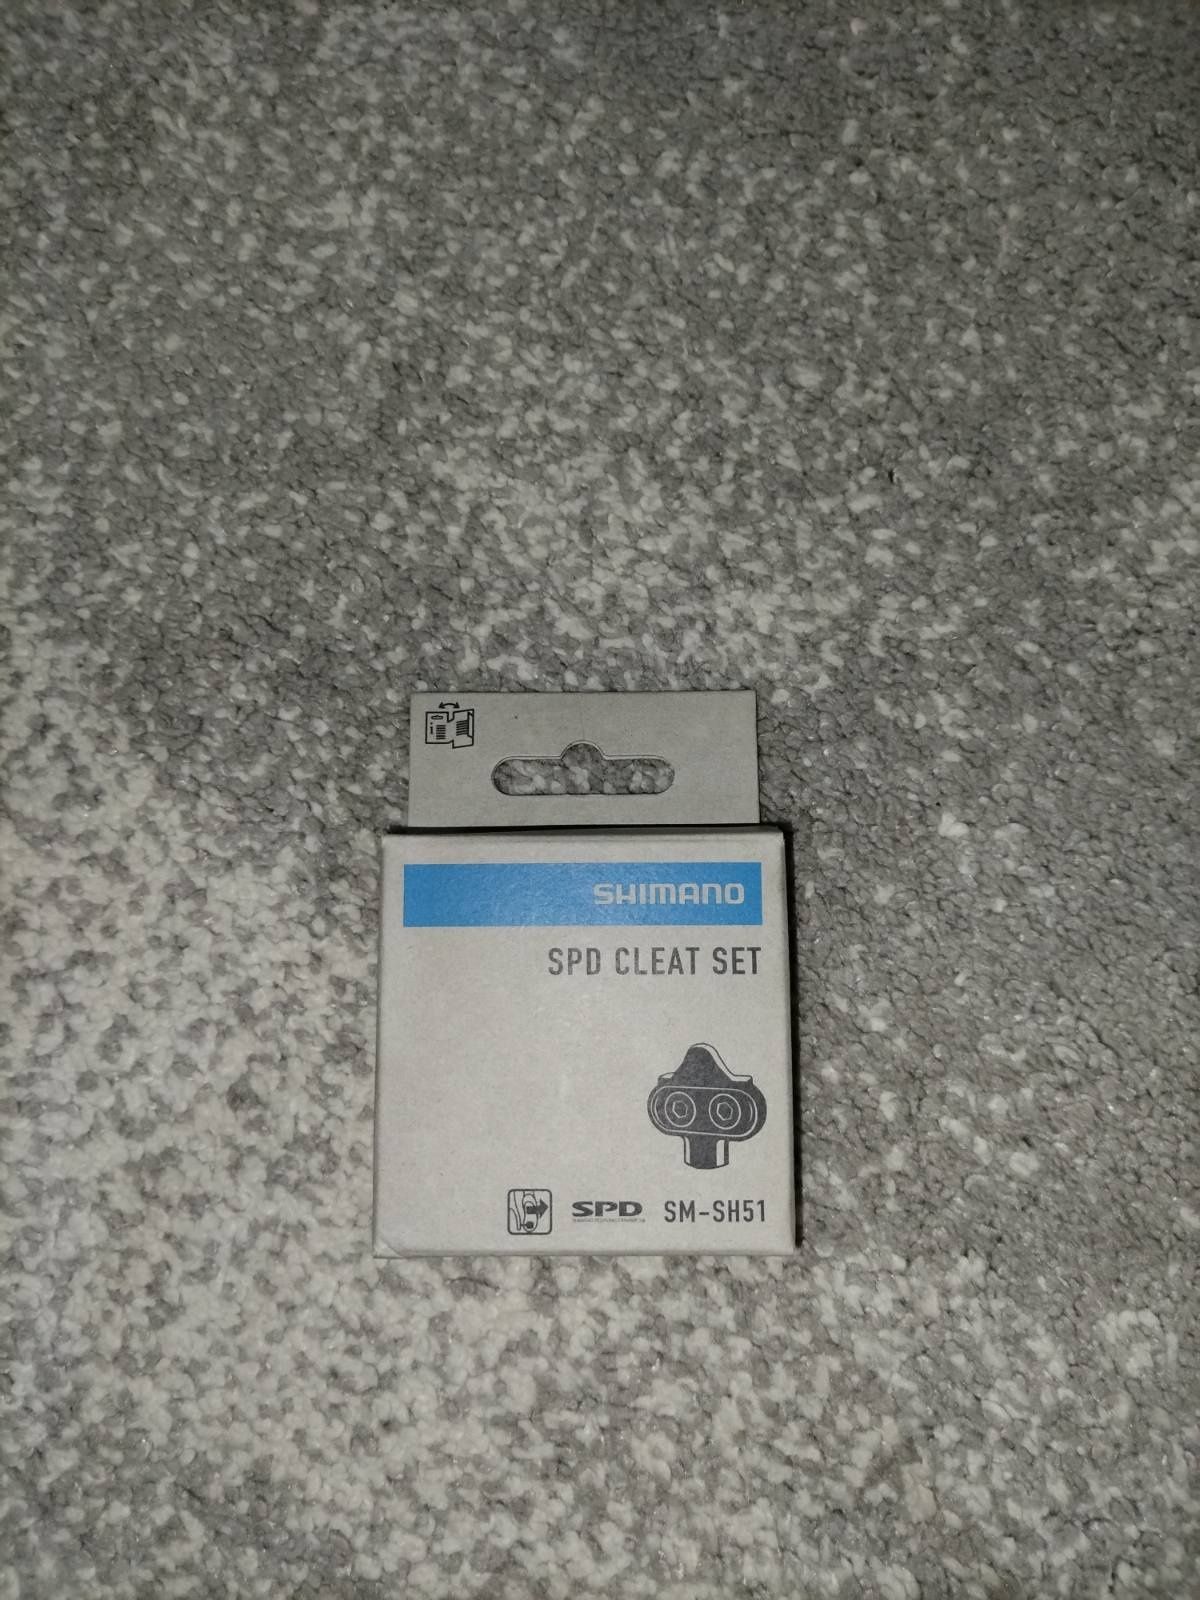 SHIMANO
SPD CLEAT SET
SPD SM-SH51